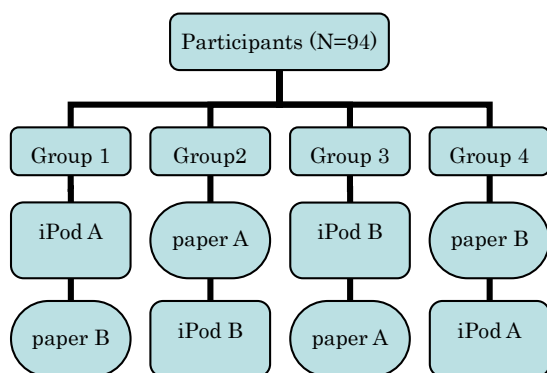 Participants (N=94)
Group 1
Group2
Group 3
Group 4
iPod A
paper A
iPod B
paper B
paper B
iPod B
paper A
iPod A